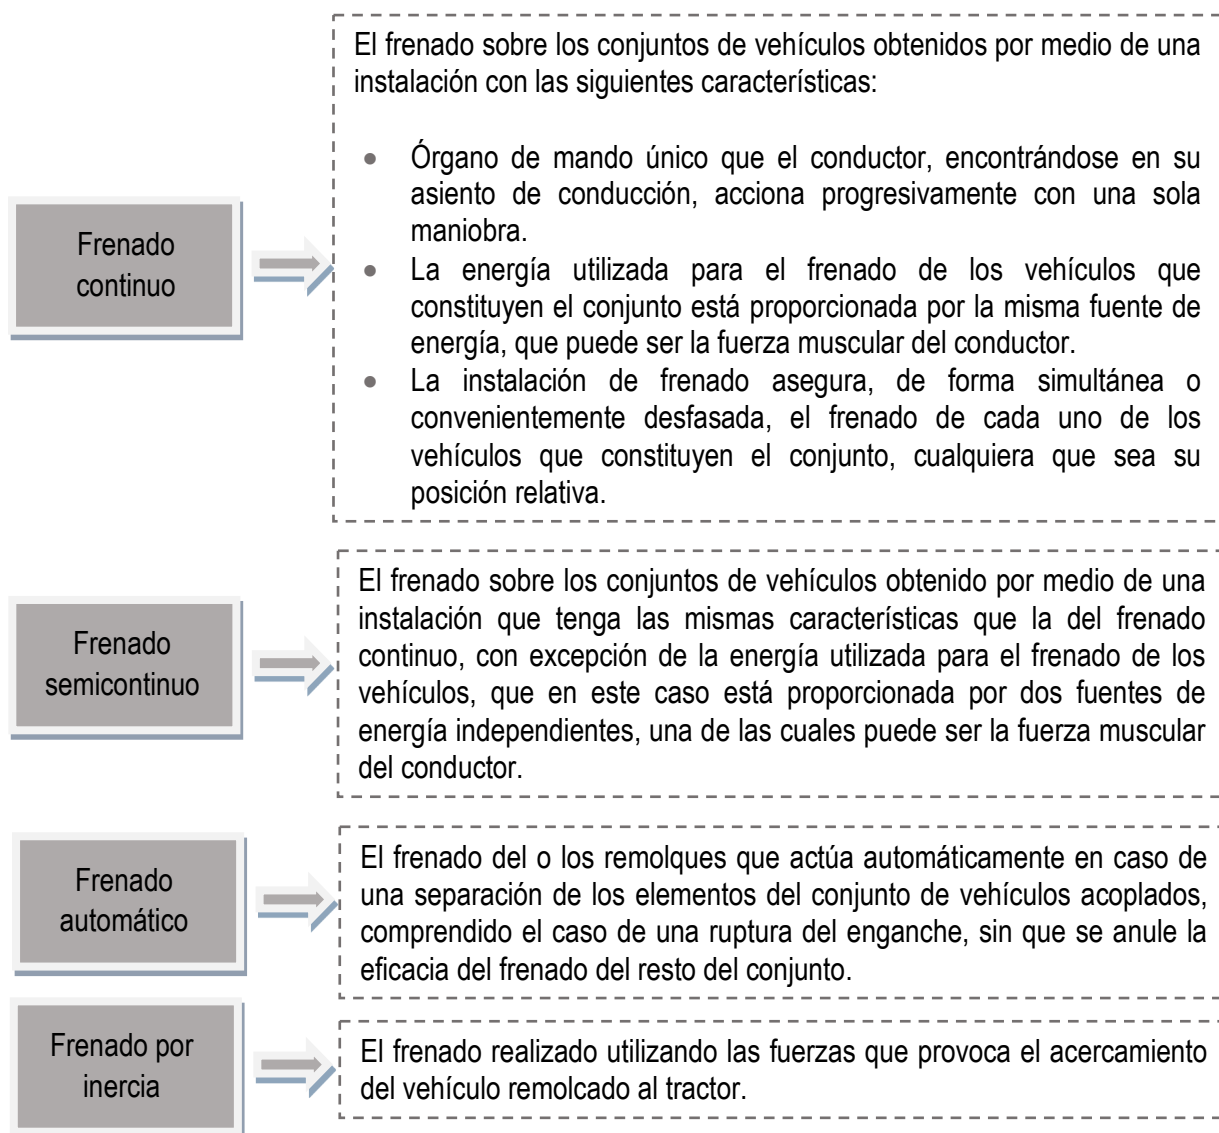 El frenado sobre los conjuntos de vehículos obtenidos por medio de una
instalación con las siguientes características:
Frenado
continuo
• Órgano de mando único que el conductor, encontrándose en su
asiento de conducción, acciona progresivamente con una sola
maniobra.
• La energía utilizada para el frenado de los vehículos que
constituyen el conjunto está proporcionada por la misma fuente de
energía, que puede ser la fuerza muscular del conductor.
• La instalación de frenado asegura, de forma simultánea o
convenientemente desfasada, el frenado de cada uno de los
vehículos que constituyen el conjunto, cualquiera que sea su
posición relativa.
Frenado
semicontinuo
El frenado sobre los conjuntos de vehículos obtenido por medio de una
instalación que tenga las mismas características que la del frenado
continuo, con excepción de la energía utilizada para el frenado de los
vehículos, que en este caso está proporcionada por dos fuentes de
energía independientes, una de las cuales puede ser la fuerza muscular
del conductor.
Frenado
automático
El frenado del o los remolques que actúa automáticamente en caso de
una separación de los elementos del conjunto de vehículos acoplados,
comprendido el caso de una ruptura del enganche, sin que se anule la
eficacia del frenado del resto del conjunto.
Frenado por
inercia
El frenado realizado utilizando las fuerzas que provoca el acercamiento
del vehículo remolcado al tractor.